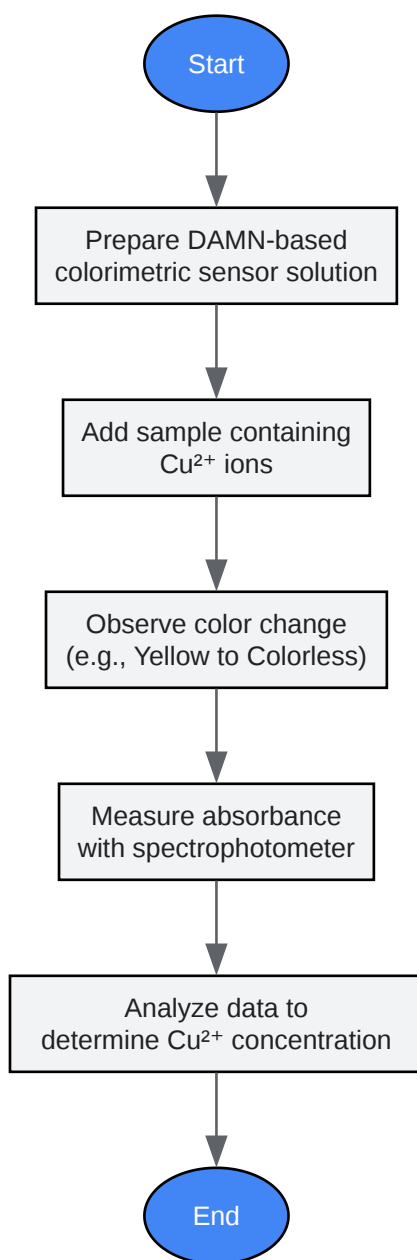 Start
Prepare DAMN-based
colorimetric sensor solution
Add sample containing
Cu²⁺ ions
Observe color change
(e.g., Yellow to Colorless)
Measure absorbance
with spectrophotometer
Analyze data to
determine Cu²⁺ concentration
End